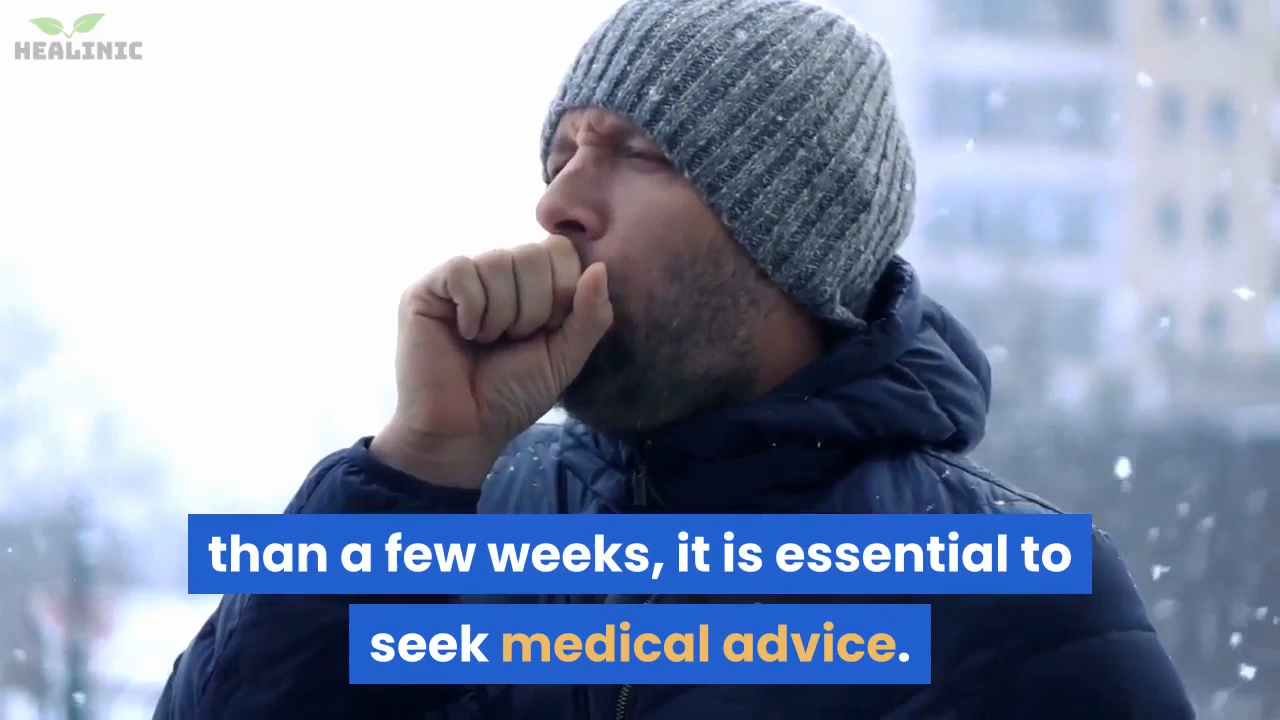 HEALINIC
than a few weeks, it is essential to
seek medical advice.